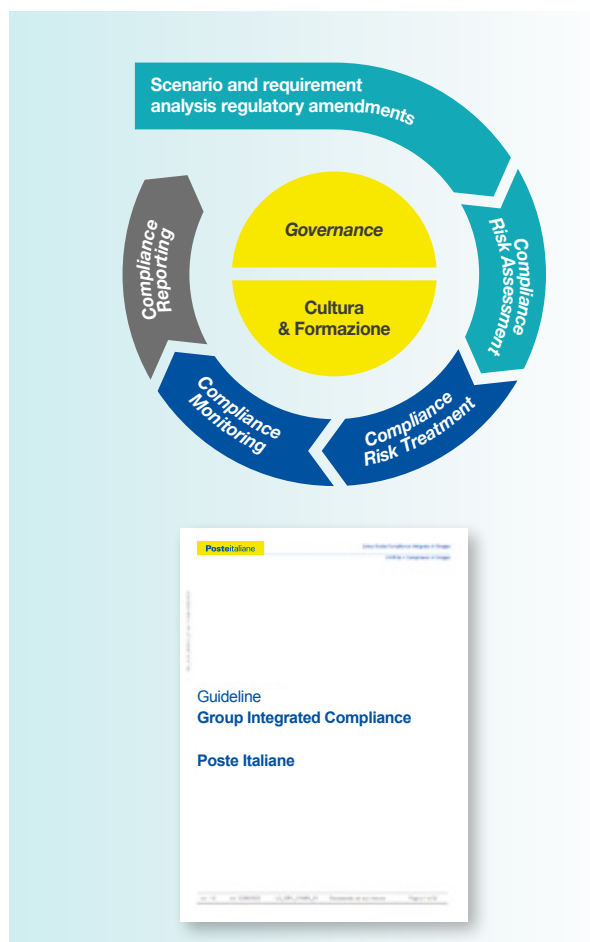 Scenario and requirement
analysis regulatory amendments
Governance
Cultura
& Formazione
Compliance
Risk Assessment
Compliance
Risk Treatment
Compliance
Monitoring
Compliance
Reporting
Posteitaliane
Guideline
Group Integrated Compliance
Poste Italiane